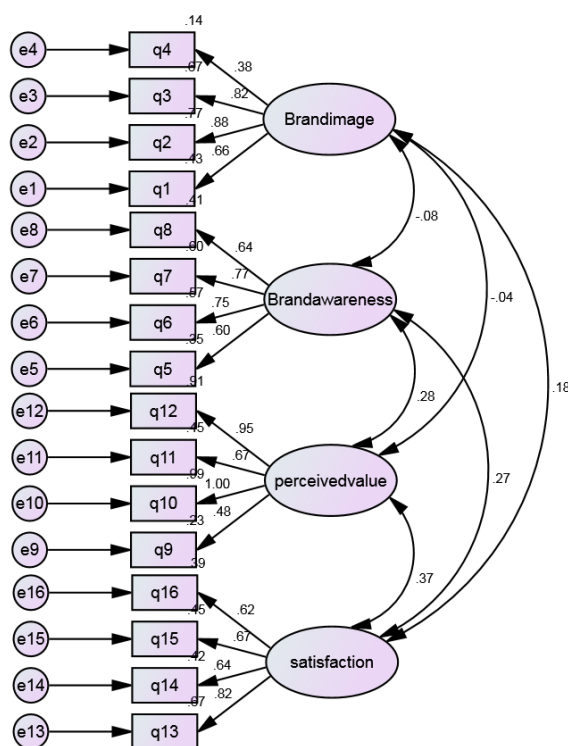 .14
e4 q4 .38
.67
e3 q3 .82
Brandimage
.77
e2 q2 .88
.43 .66
e1 q1
.41
e8 q8 -.08
.60 .64
e7 q7 .77
-.04
.57 Brandawareness
e6 q6 .75
.35 .60
e5 q5
.91 .18
e12 q12 .28
.45 .95
e11 q11 .67
.99 perceivedvalue .27
e10 q10 1.00
.23 .48
e9 q9
.39 .37
e16 q16
.45 .62
e15 q15 .67
.42 satisfaction
e14 q14 .64
.67 .82
e13 q13